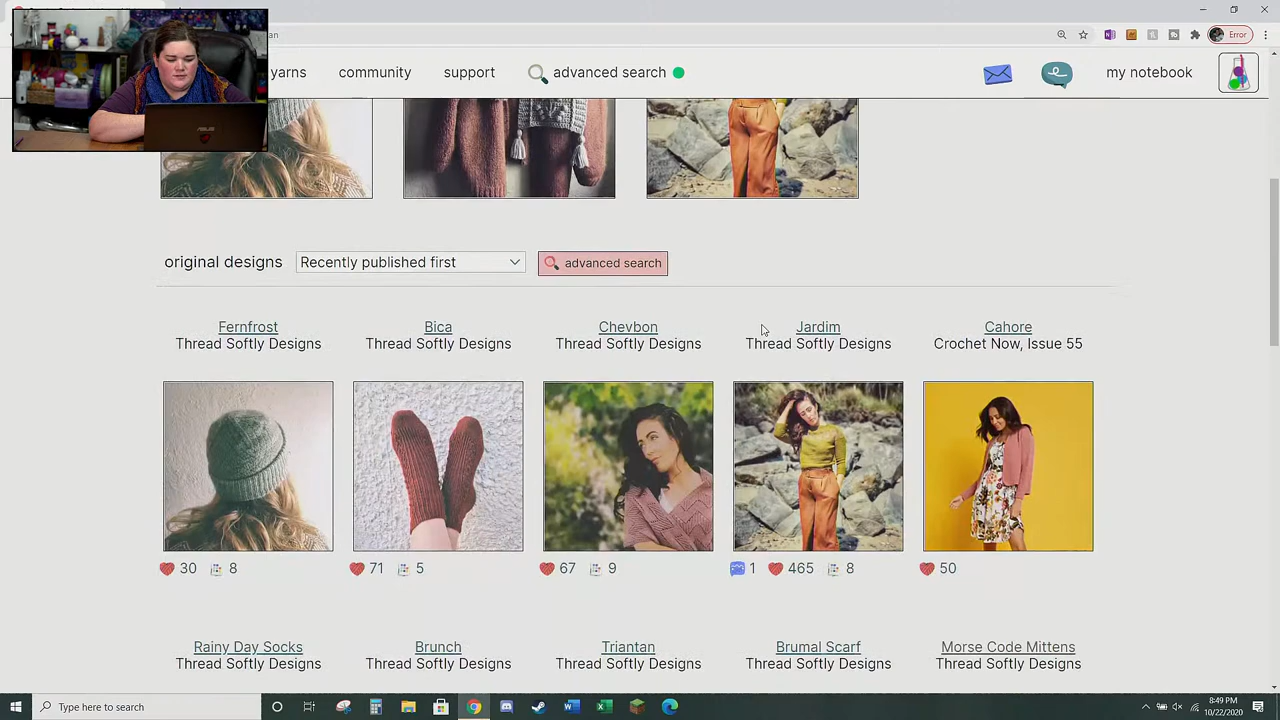 Error
yarns
community
support
advanced search
my notebook
ASUS
original designs
Recently published first
advanced search
Fernfrost
Bica
Chevbon
Jardim
Cahore
Thread Softly Designs
Thread Softly Designs
Thread Softly Designs
Thread Softly Designs
Crochet Now, Issue 55
30
8
71
5
67
9
1
465
8
50
Rainy Day Socks
Brunch
Triantan
Brumal Scarf
Morse Code Mittens
Thread Softly Designs
Thread Softly Designs
Thread Softly Designs
Thread Softly Designs
Thread Softly Designs
Type here to search
8:49 PM
10/22/2020